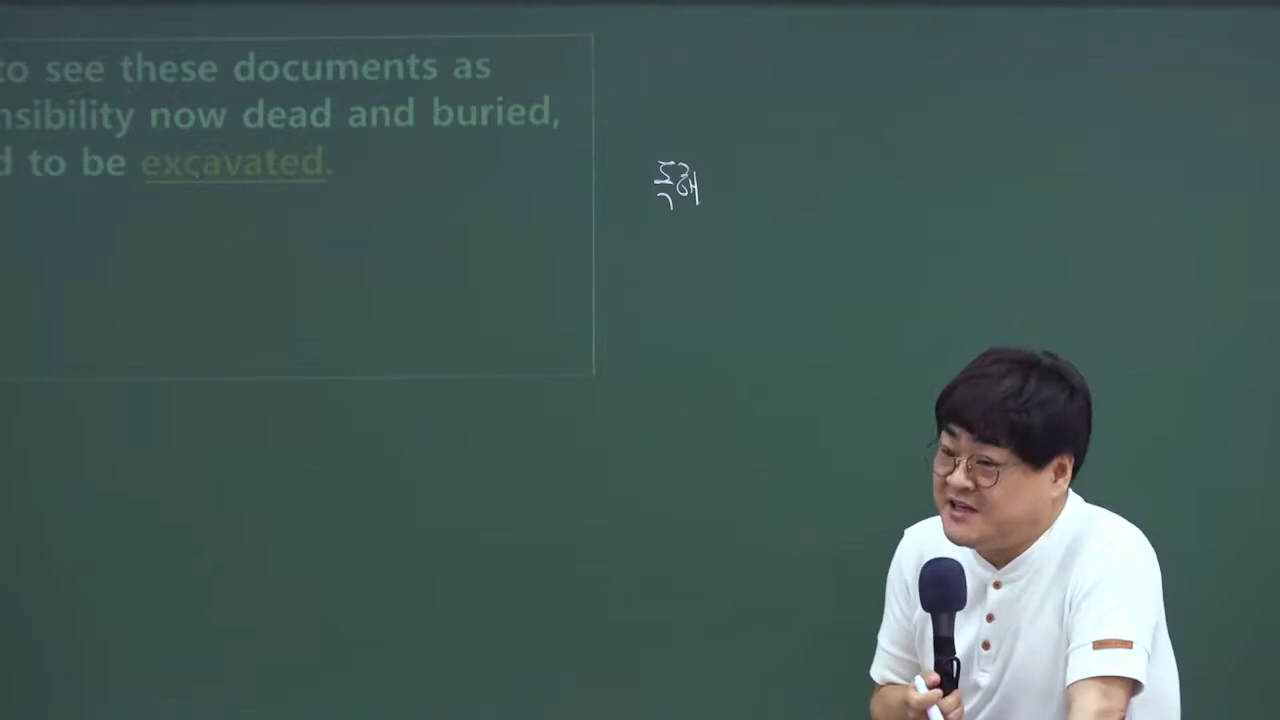 to see these documents as
nsibility now dead and buried,
d to be excavated.
독해